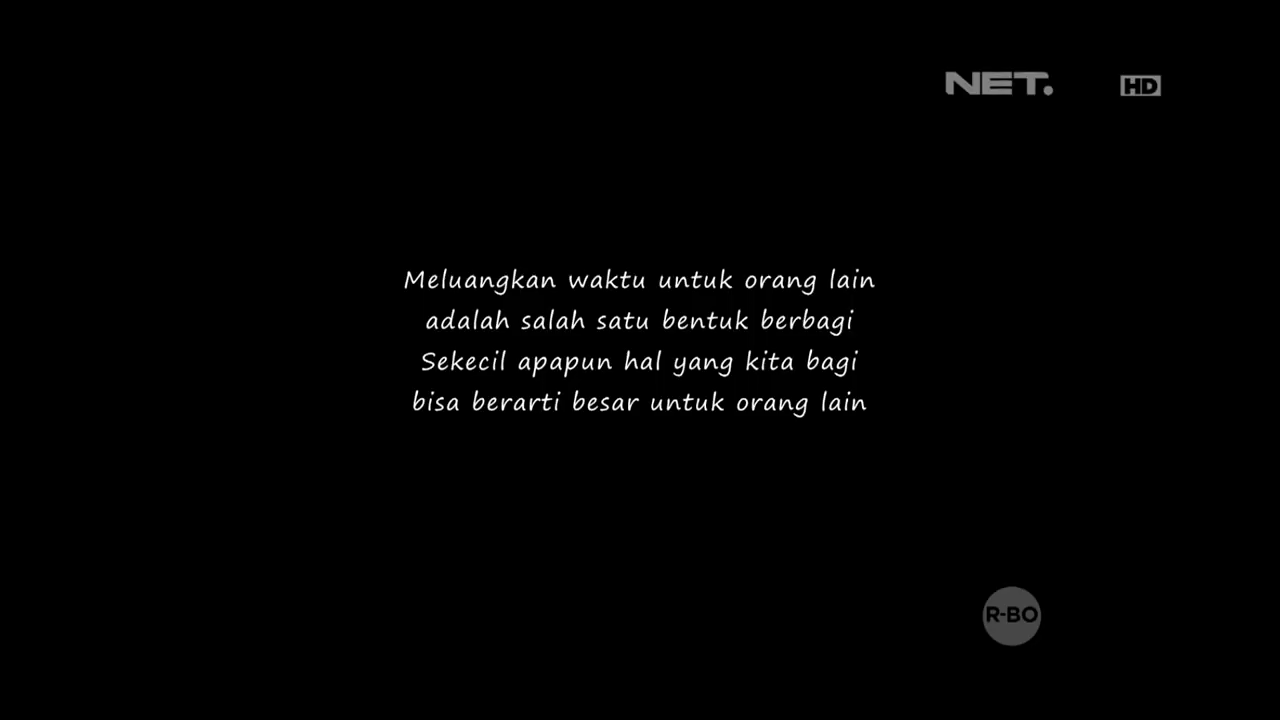 NET. HD
Meluangkan waktu untuk orang lain
adalah salah satu bentuk berbagi
Sekecil apapun hal yang kita bagi
bisa berarti besar untuk orang lain
R-BO